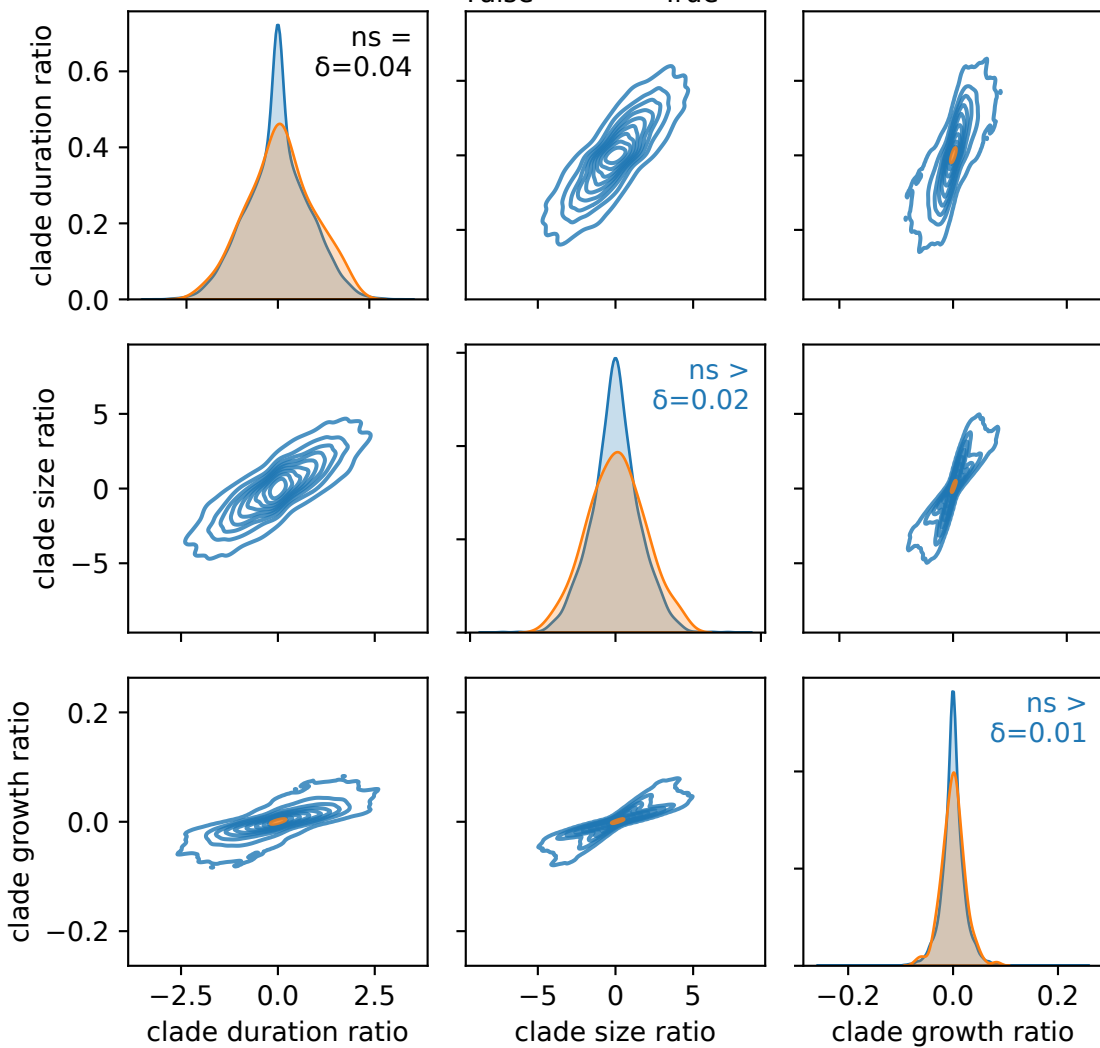 clade duration ratio
0.6
0.4
0.2
0.0
ns =
δ=0.04
clade size ratio
5
0
−5
ns >
δ=0.02
clade growth ratio
0.2
0.0
−0.2
ns >
δ=0.01
−2.5 0.0 2.5
−5 0 5
−0.2 0.0 0.2
clade duration ratio
clade size ratio
clade growth ratio